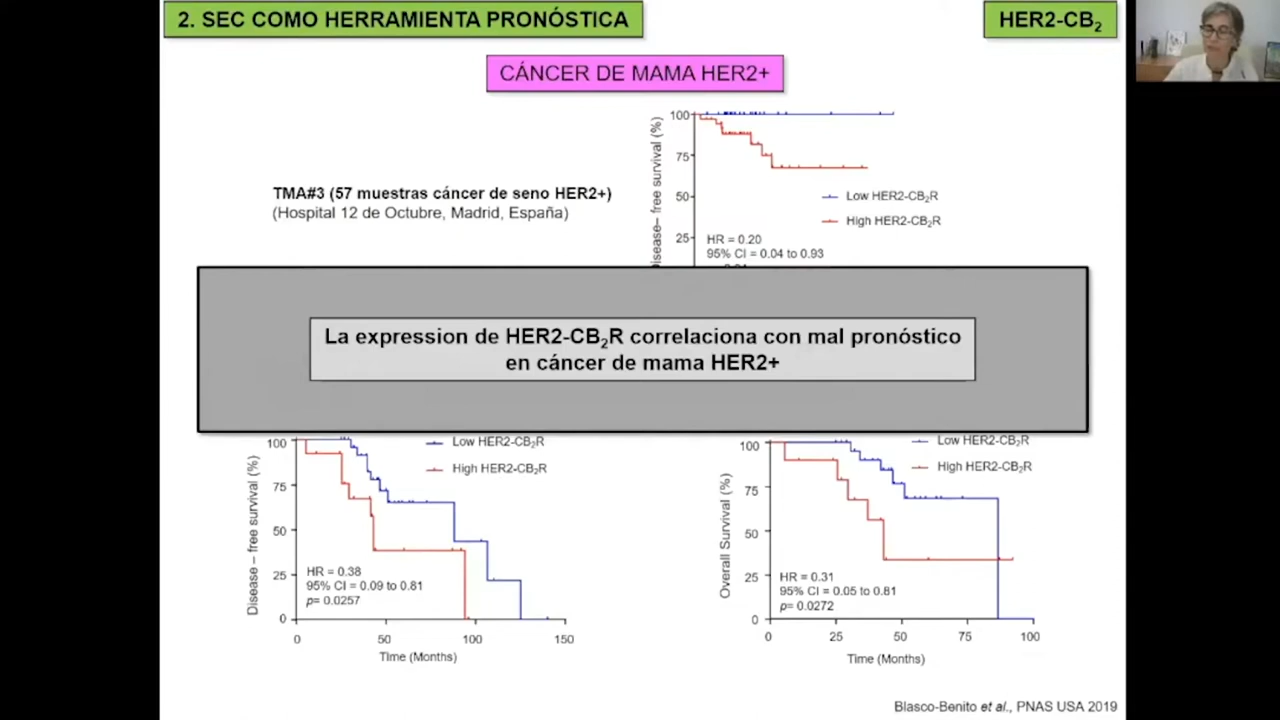 2. SEC COMO HERRAMIENTA PRONÓSTICA
HER2-CB2
CÁNCER DE MAMA HER2+
TMA#3 (57 muestras cáncer de seno HER2+)
(Hospital 12 de Octubre, Madrid, España)
Disease– free survival (%)
100
75
50
25
Low HER2-CB2R
High HER2-CB2R
HR = 0.20
95% CI = 0.04 to 0.93
La expression de HER2-CB2R correlaciona con mal pronóstico
en cáncer de mama HER2+
Disease – free survival (%)
100
75
50
25
0
Low HER2-CB2R
High HER2-CB2R
HR = 0.38
95% CI = 0.09 to 0.81
p= 0.0257
0 50 100 150
Time (Months)
Overall Survival (%)
100
75
50
25
0
Low HER2-CB2R
High HER2-CB2R
HR = 0.31
95% CI = 0.05 to 0.81
p= 0.0272
0 25 50 75 100
Time (Months)
Blasco-Benito et al., PNAS USA 2019